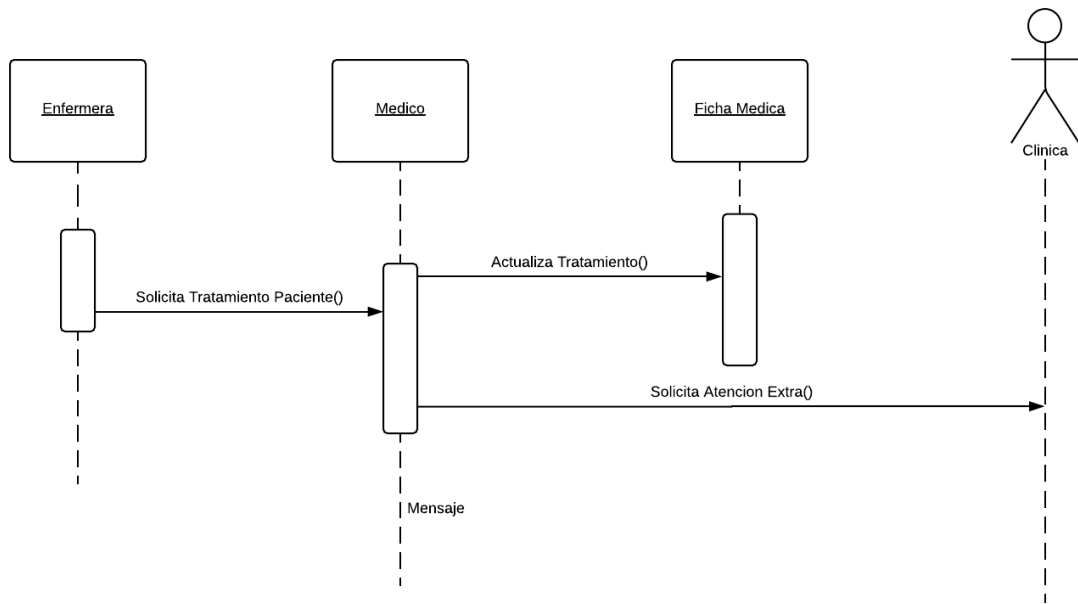 Enfermera
Medico
Ficha Medica
Clinica
Actualiza Tratamiento()
Solicita Tratamiento Paciente()
Solicita Atencion Extra()
Mensaje